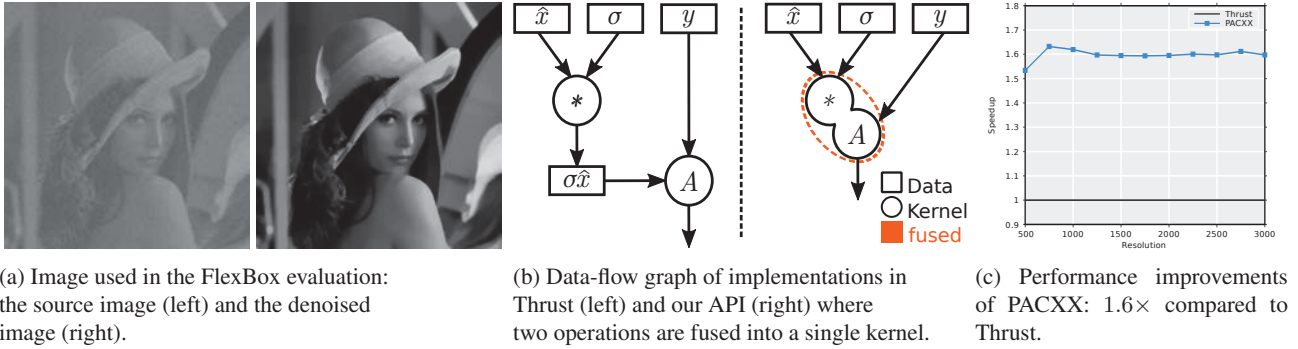 x̂ σ y
*
σx̂ A
x̂ σ y
*
A
Data
Kernel
fused
1.8
1.6
1.5
1.4
1.3
1.2
1.1
1
0.9
Speedup
Thrust
PACXX
500 1000 1500 2000 2500 3000
Resolution
(a) Image used in the FlexBox evaluation:
the source image (left) and the denoised
image (right).
(b) Data-flow graph of implementations in
Thrust (left) and our API (right) where
two operations are fused into a single kernel.
(c) Performance improvements
of PACXX: 1.6× compared to
Thrust.